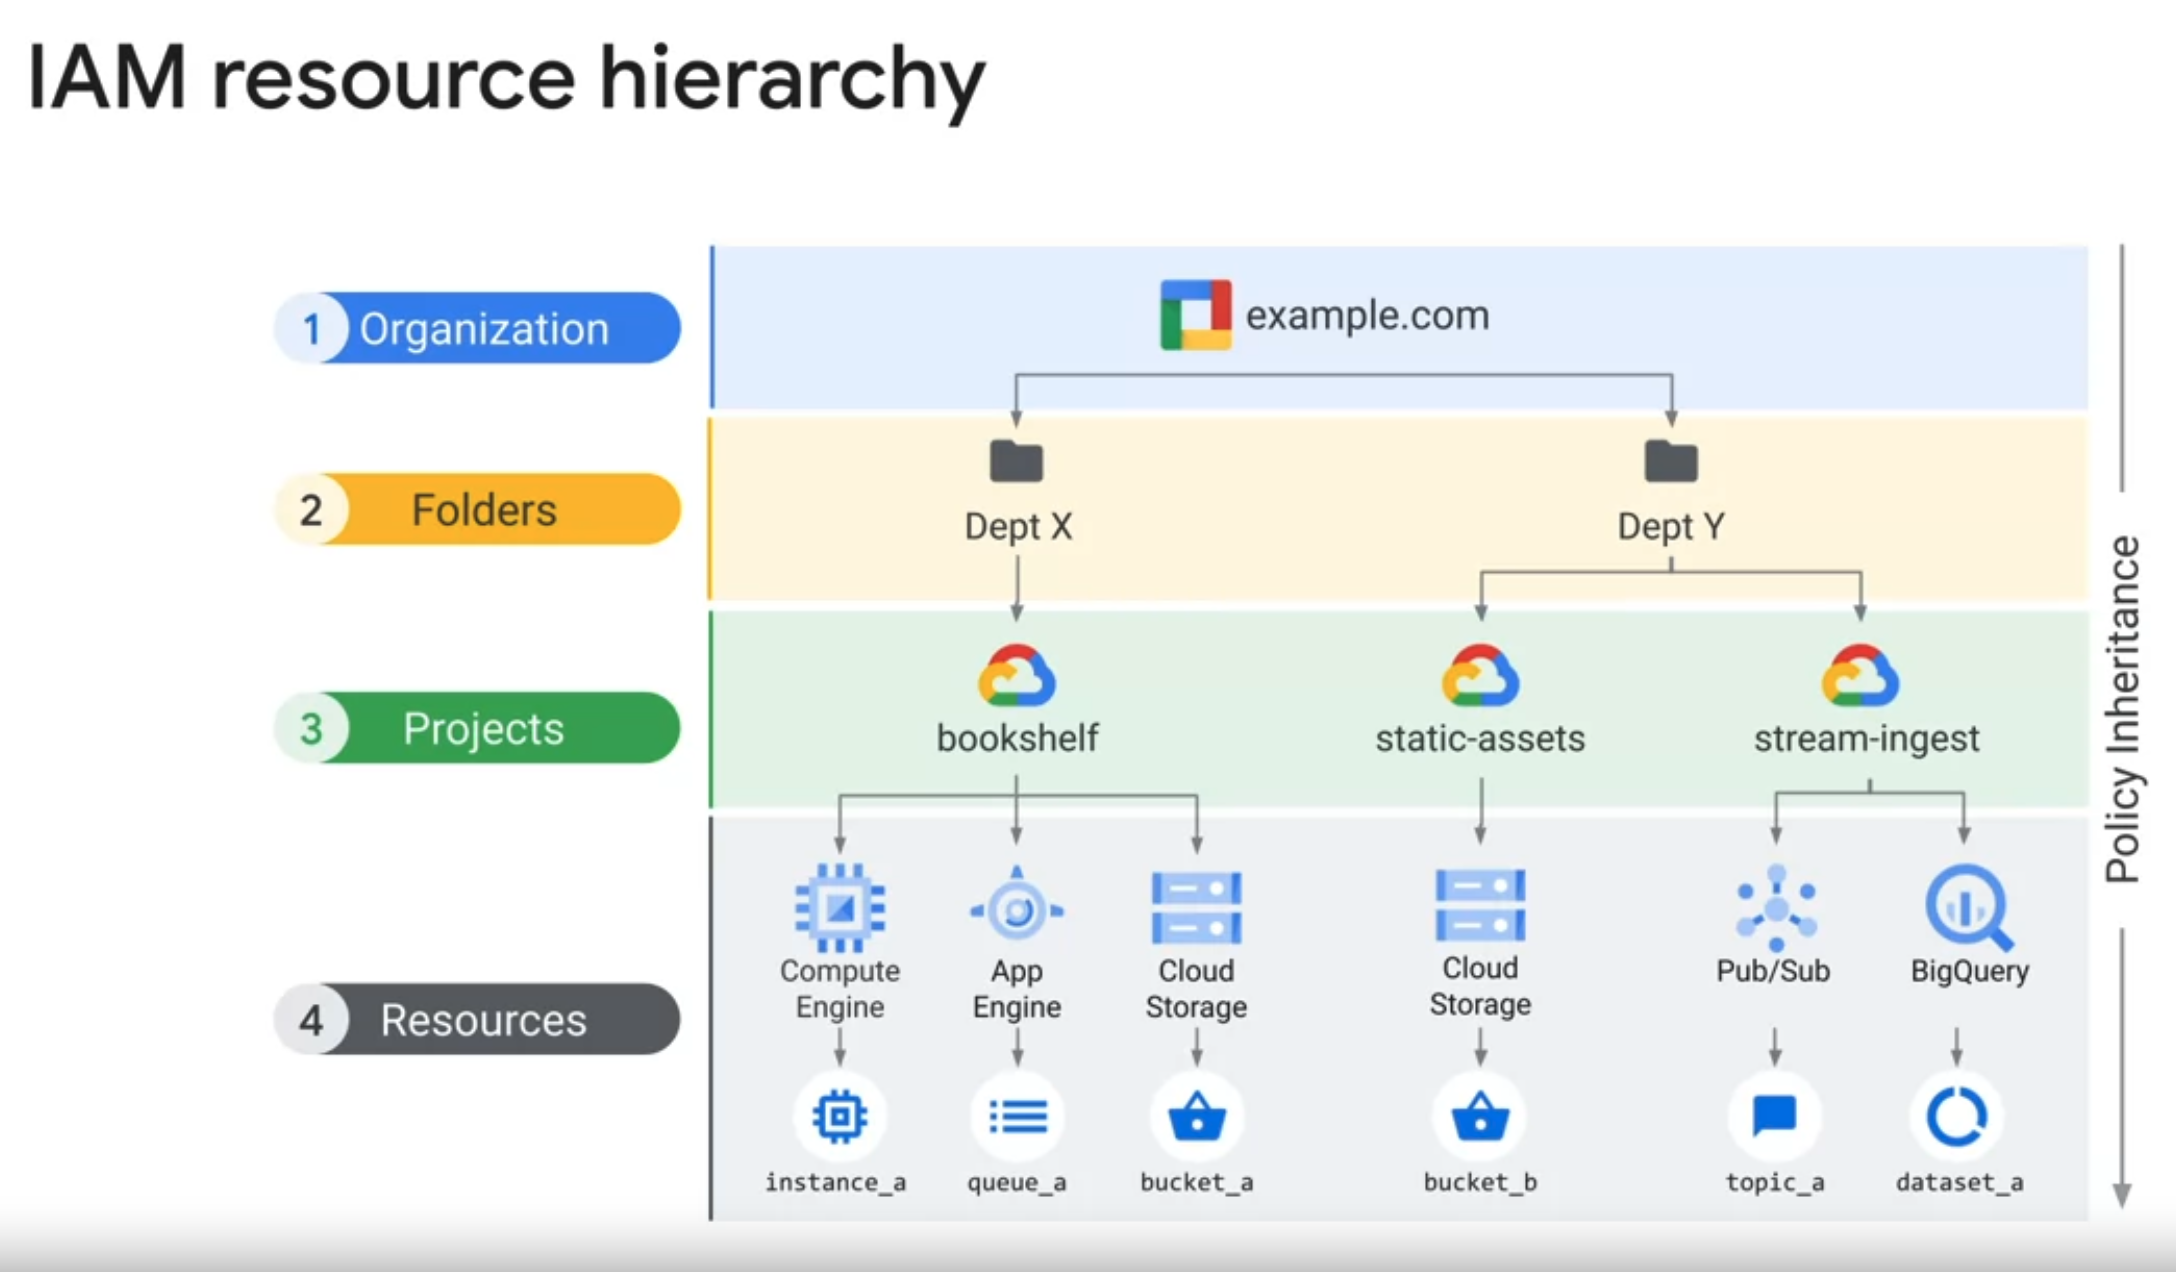 IAM resource hierarchy
1 Organization
example.com
2 Folders
Dept X
Dept Y
3 Projects
bookshelf
static-assets
stream-ingest
4 Resources
Compute
Engine
App
Engine
Cloud
Storage
Cloud
Storage
Pub/Sub
BigQuery
instance_a
queue_a
bucket_a
bucket_b
topic_a
dataset_a
Policy Inheritance